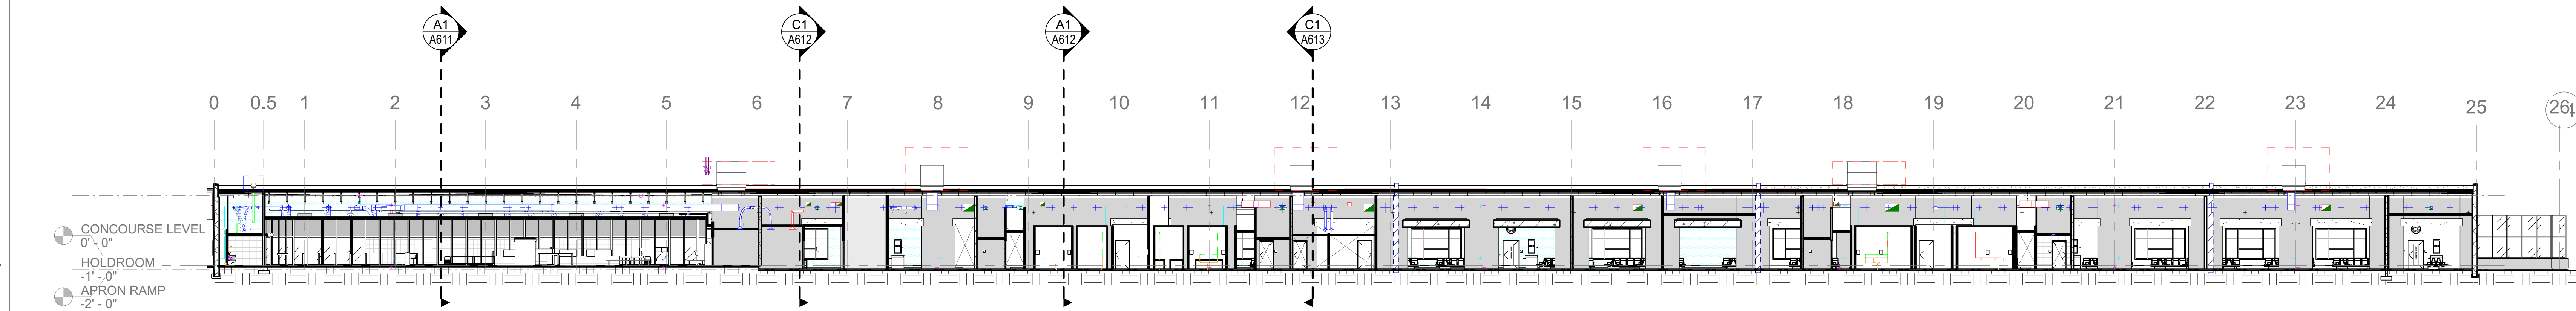 A1
A611
C1
A612
A1
A612
C1
A613
0 0.5 1 2 3 4 5 6 7 8 9 10 11 12 13 14 15 16 17 18 19 20 21 22 23 24 25 26
CONCOURSE LEVEL
0' - 0"
HOLDROOM
-1' - 0"
APRON RAMP
-2' - 0"